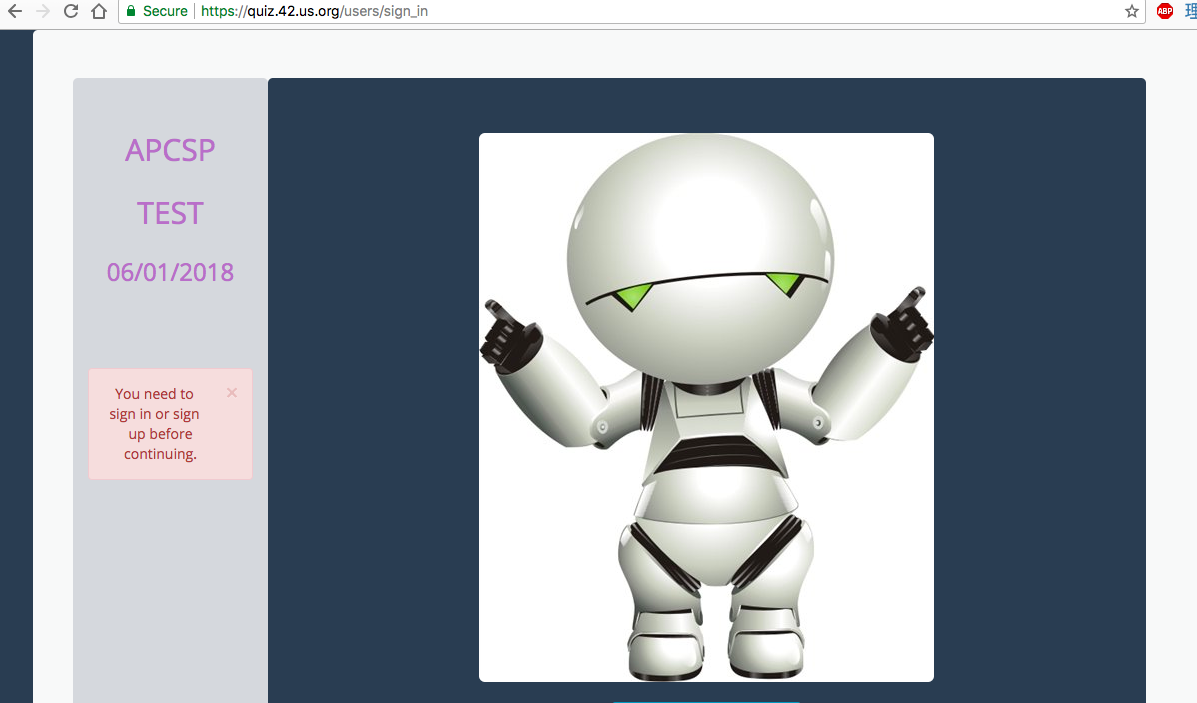 Secure
https://quiz.42.us.org/users/sign_in
ABP
理
APCSP
TEST
06/01/2018
You need to ×
sign in or sign
up before
continuing.